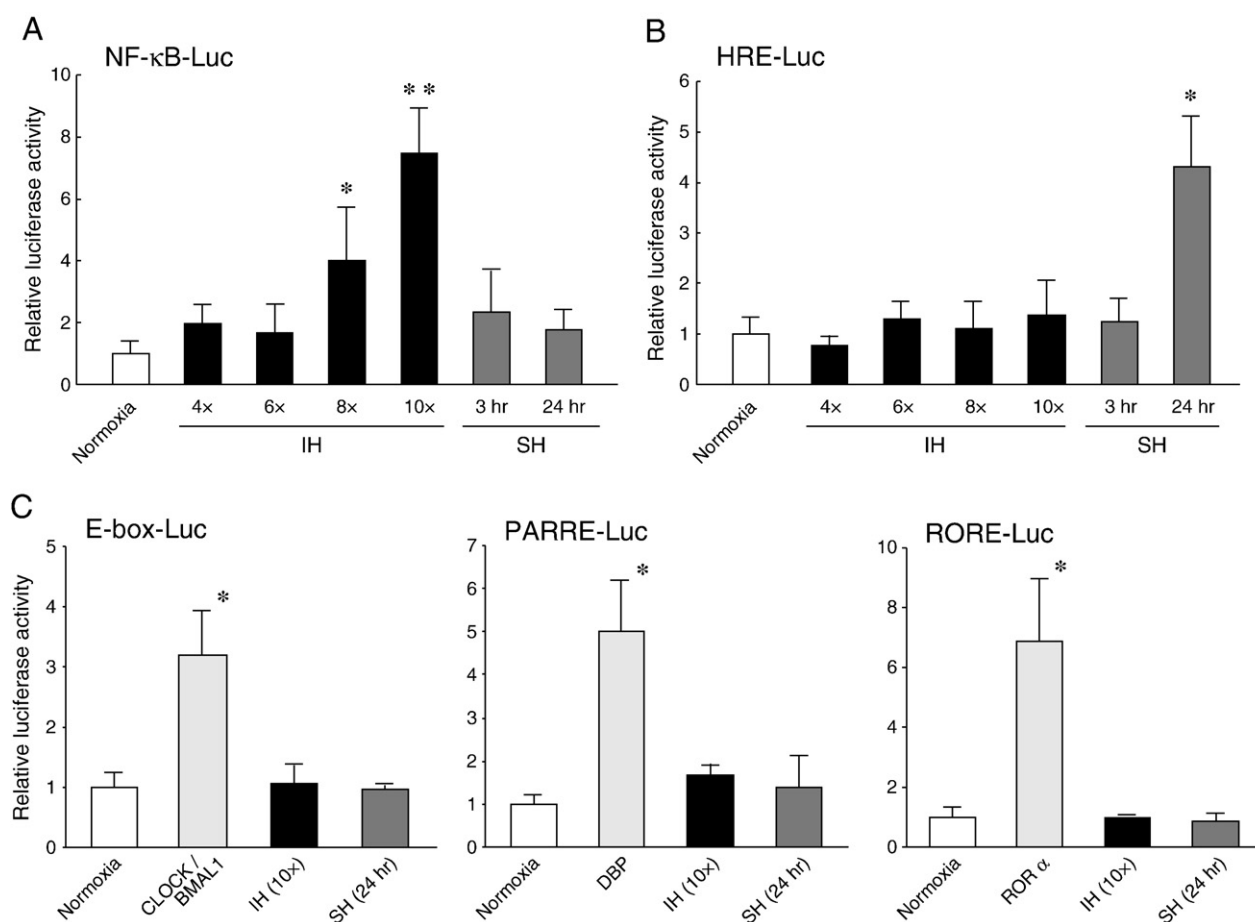 A
NF-κB-Luc
Relative luciferase activity
10
8
6
4
2
0
*
* *
Normoxia
4×
6×
8×
10×
3 hr
24 hr
IH
SH
B
HRE-Luc
Relative luciferase activity
6
5
4
3
2
1
0
*
Normoxia
4×
6×
8×
10×
3 hr
24 hr
IH
SH
C
E-box-Luc
Relative luciferase activity
5
4
3
2
1
0
*
Normoxia
CLOCK /
BMAL1
IH (10×)
SH (24 hr)
PARRE-Luc
7
6
5
4
3
2
1
0
*
Normoxia
DBP
IH (10×)
SH (24 hr)
RORE-Luc
10
8
6
4
2
0
*
Normoxia
ROR α
IH (10×)
SH (24 hr)